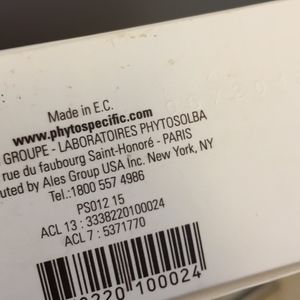 Made in E.C.
www.phytospecific.com
GROUPE - LABORATOIRES PHYTOSOLBA
rue du faubourg Saint-Honoré - PARIS
uted by Ales Group USA Inc. New York, NY
Tel.:1800 557 4986
PS012 15
ACL 13 : 3338220100024
ACL 7 : 5371770
0220 100024